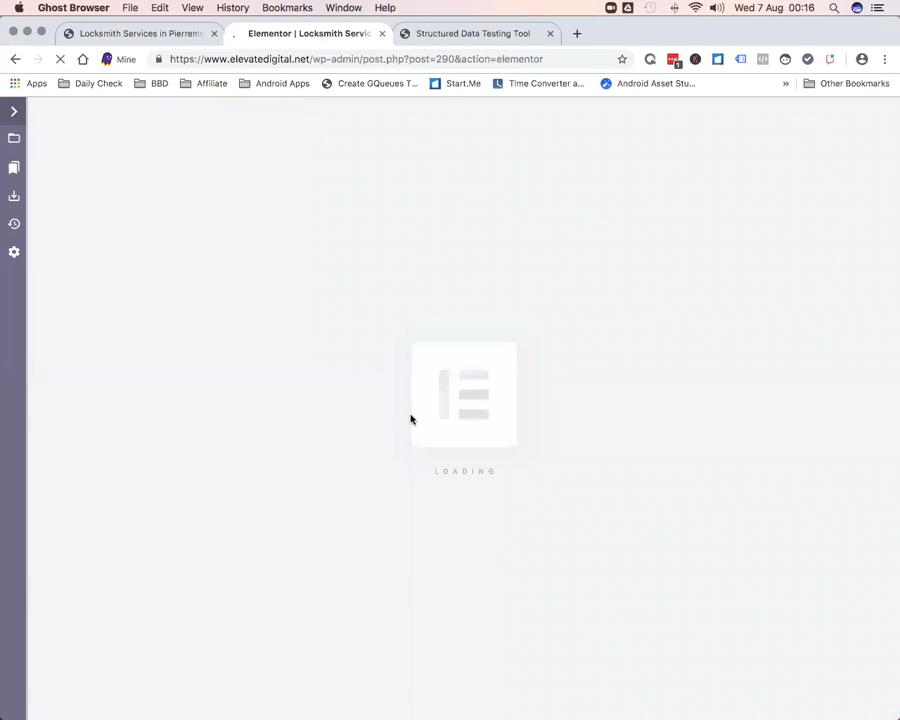 Ghost Browser File Edit View History Bookmarks Window Help Wed 7 Aug 00:16
Locksmith Services in Pierrem Elementor | Locksmith Servic Structured Data Testing Tool
Mine https://www.elevatedigital.net/wp-admin/post.php?post=290&action=elementor 1
Apps Daily Check BBD Affiliate Android Apps Create GQueues T... Start.Me Time Converter a... Android Asset Stu... » Other Bookmarks
LOADING